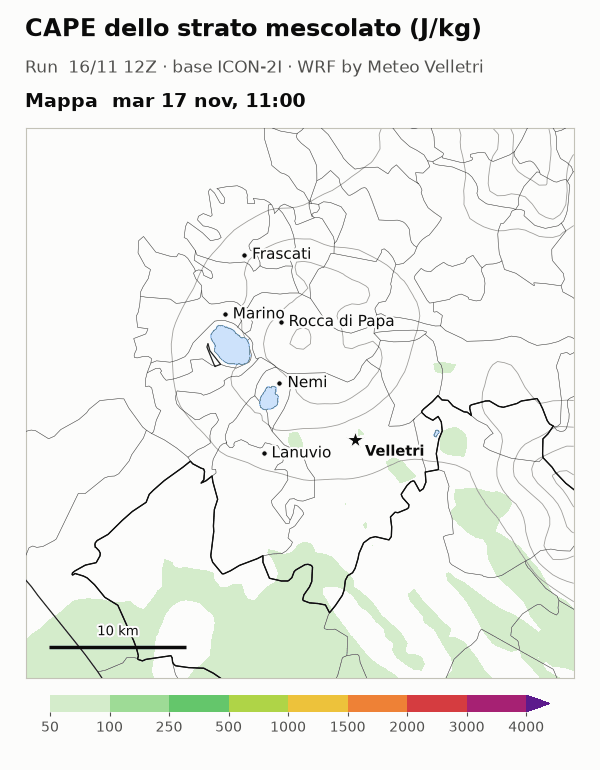 CAPE dello strato mescolato (J/kg)
Run  16/11 12Z · base ICON-2I · WRF by Meteo Velletri
Mappa  mar 17 nov, 11:00
Frascati
Marino
Rocca di Papa
Nemi
Velletri
Lanuvio
10 km
50 100 250 500 1000 1500 2000 3000 4000